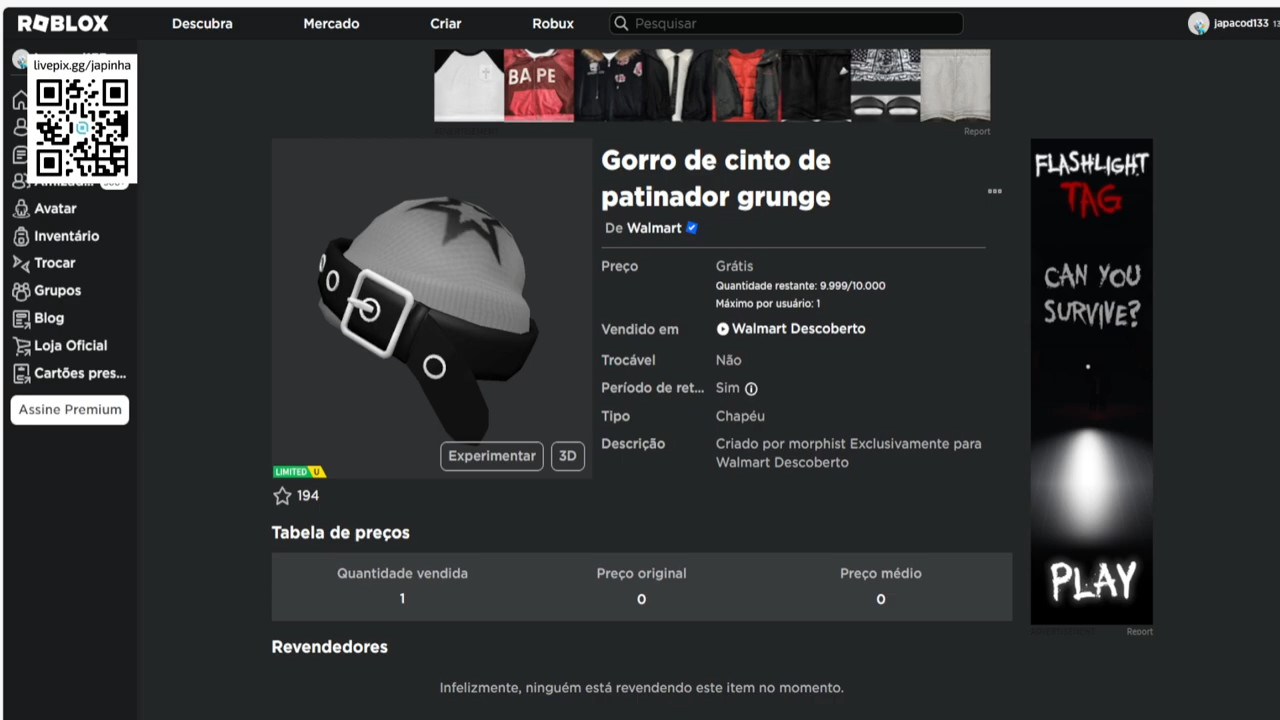 ROBLOX
Descubra
Mercado
Criar
Robux
Pesquisar
japacod133
livepix.gg/japinha
Avatar
Inventário
Trocar
Grupos
Blog
Loja Oficial
Cartões pres...
Assine Premium
BAPE
Report
Gorro de cinto de
patinador grunge
De Walmart
Preço
Grátis
Quantidade restante: 9.999/10.000
Máximo por usuário: 1
Vendido em
Walmart Descoberto
Trocável
Não
Período de ret...
Sim
Tipo
Chapéu
Descrição
Criado por morphist Exclusivamente para
Walmart Descoberto
Experimentar
3D
LIMITED U
194
Tabela de preços
Quantidade vendida
Preço original
Preço médio
1
0
0
Revendedores
Infelizmente, ninguém está revendendo este item no momento.
FLASHLIGHT
TAG
CAN YOU
SURVIVE?
PLAY
Report